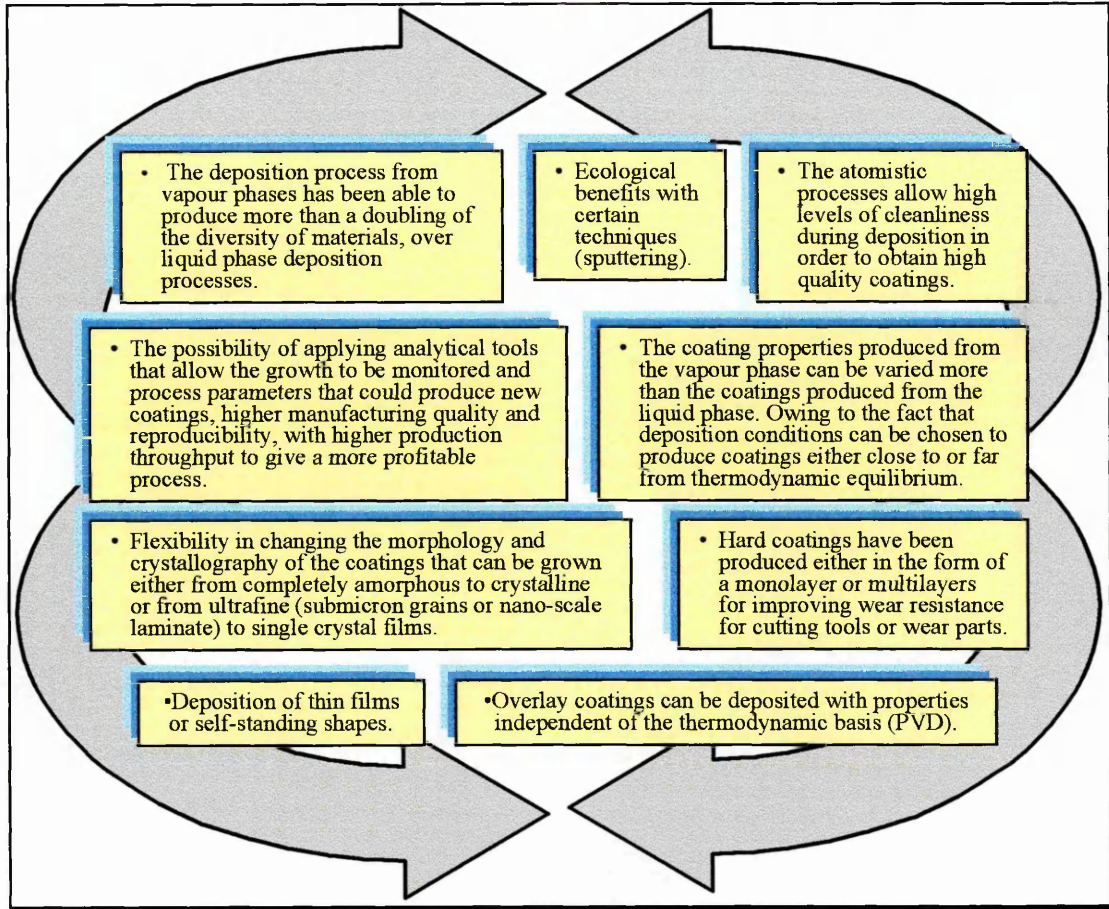 • The deposition process from
vapour phases has been able to
produce more than a doubling of
the diversity of materials, over
liquid phase deposition
processes.
• Ecological
benefits with
certain
techniques
(sputtering).
• The atomistic
processes allow high
levels of cleanliness
during deposition in
order to obtain high
quality coatings.
• The possibility of applying analytical tools
that allow the growth to be monitored and
process parameters that could produce new
coatings, higher manufacturing quality and
reproducibility, with higher production
throughput to give a more profitable
process.
• The coating properties produced from
the vapour phase can be varied more
than the coatings produced from the
liquid phase. Owing to the fact that
deposition conditions can be chosen to
produce coatings either close to or far
from thermodynamic equilibrium.
• Flexibility in changing the morphology and
crystallography of the coatings that can be grown
either from completely amorphous to crystalline
or from ultrafine (submicron grains or nano-scale
laminate) to single crystal films.
• Hard coatings have been
produced either in the form of
a monolayer or multilayers
for improving wear resistance
for cutting tools or wear parts.
•Deposition of thin films
or self-standing shapes.
•Overlay coatings can be deposited with properties
independent of the thermodynamic basis (PVD).